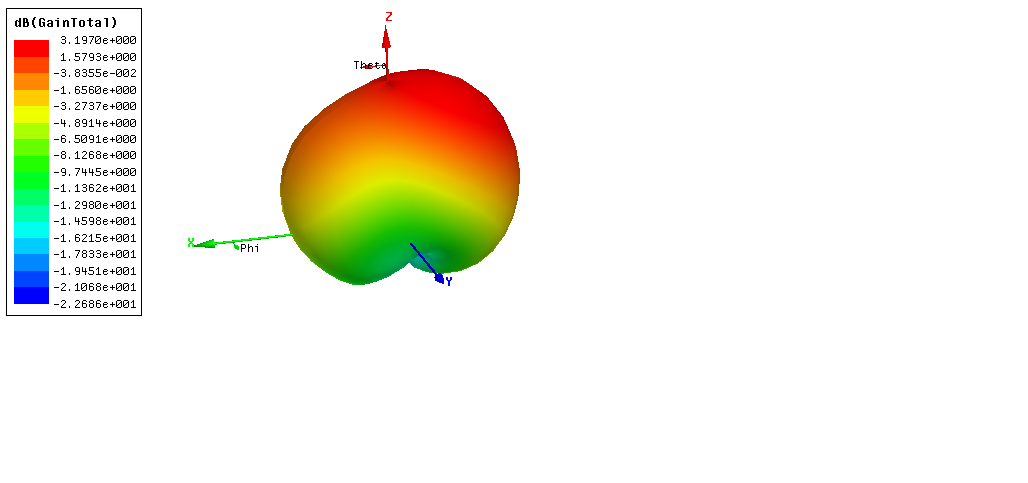 dB(GainTotal)
3.1970e+000
1.5793e+000
-3.8355e-002
-1.6560e+000
-3.2737e+000
-4.8914e+000
-6.5091e+000
-8.1268e+000
-9.7445e+000
-1.1362e+001
-1.2980e+001
-1.4598e+001
-1.6215e+001
-1.7833e+001
-1.9451e+001
-2.1068e+001
-2.2686e+001
Z
Theta
X
Phi
Y